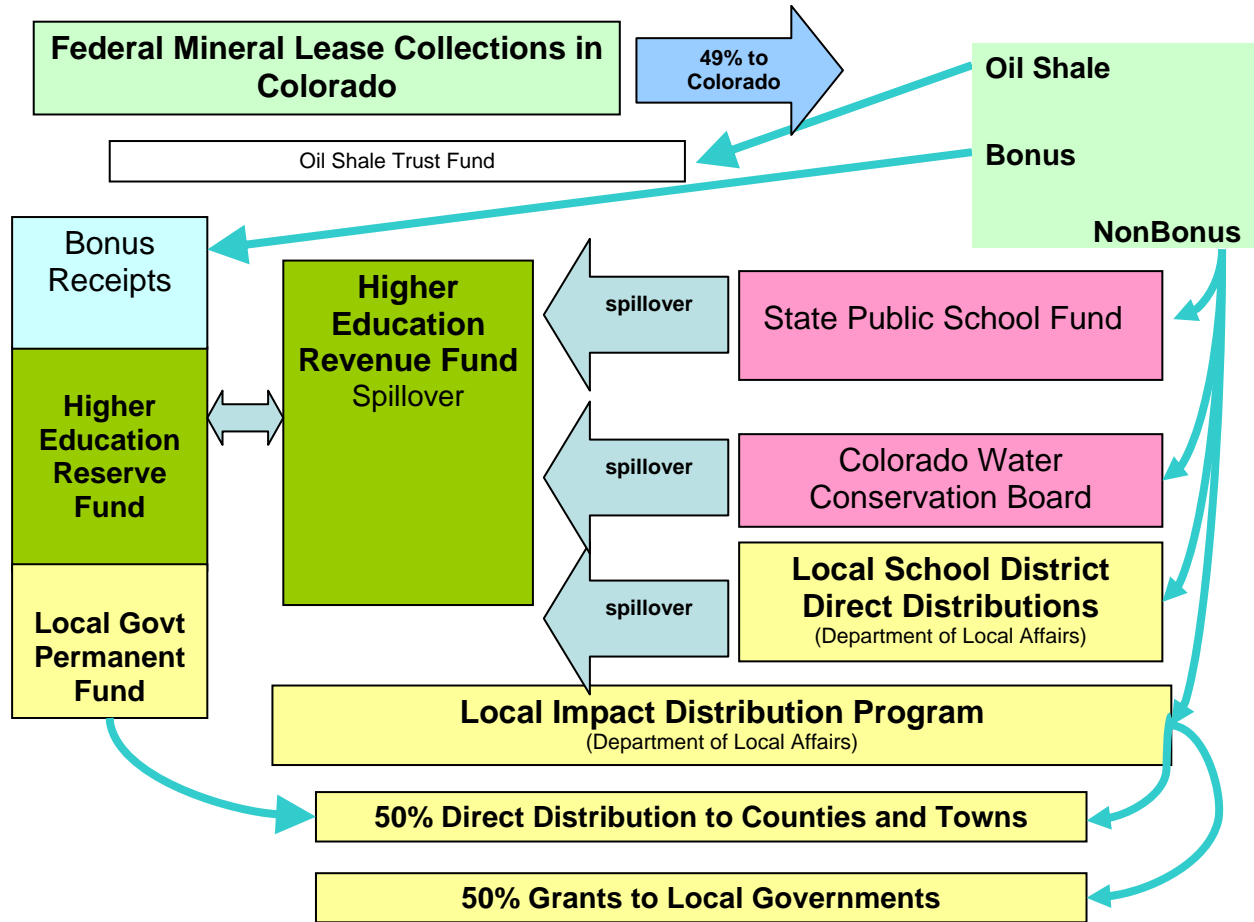 Federal Mineral Lease Collections in
Colorado
49% to
Colorado
Oil Shale
Bonus
NonBonus
Oil Shale Trust Fund
Bonus
Receipts
Higher
Education
Reserve
Fund
Local Govt
Permanent
Fund
Higher
Education
Revenue Fund
Spillover
spillover
State Public School Fund
spillover
Colorado Water
Conservation Board
spillover
Local School District
Direct Distributions
(Department of Local Affairs)
Local Impact Distribution Program
(Department of Local Affairs)
50% Direct Distribution to Counties and Towns
50% Grants to Local Governments